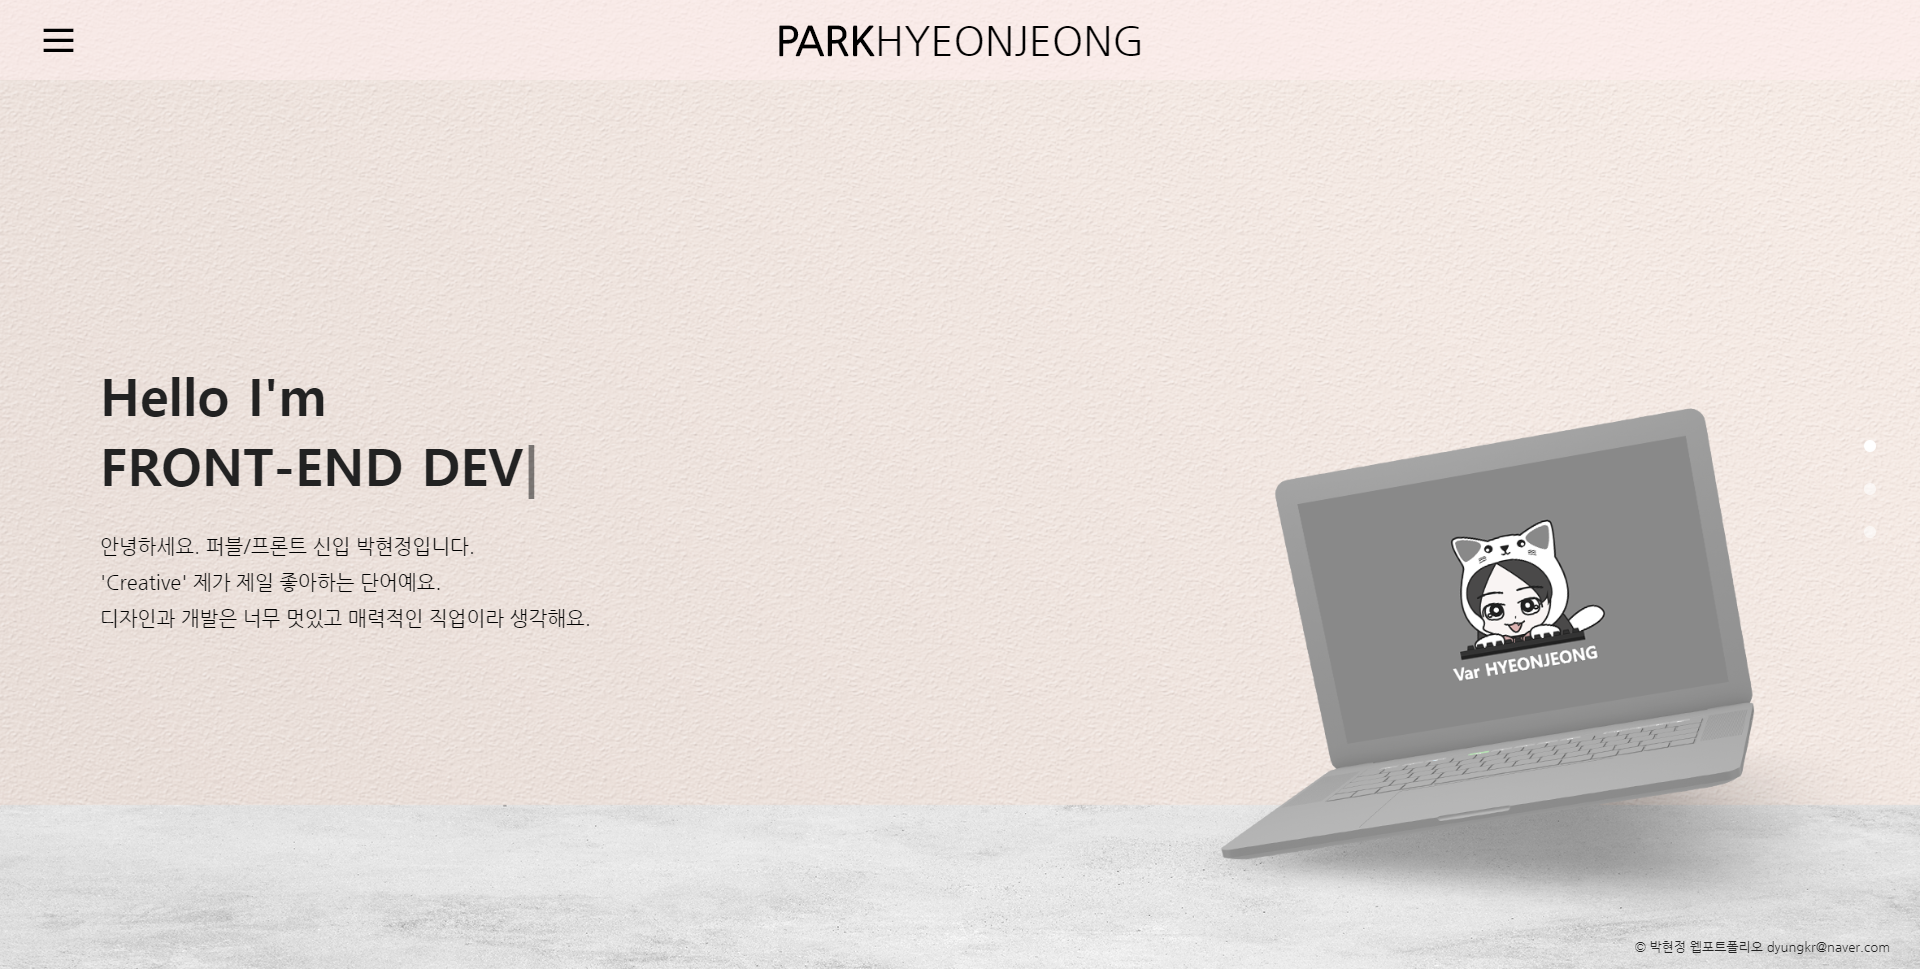 PARKHYEONJEONG
Hello I'm
FRONT-END DEV|
안녕하세요. 퍼블/프론트 신입 박현정입니다.
'Creative' 제가 제일 좋아하는 단어예요.
디자인과 개발은 너무 멋있고 매력적인 직업이라 생각해요.
Var HYEONJEONG
© 박현정 웹포트폴리오 dyungkr@naver.com